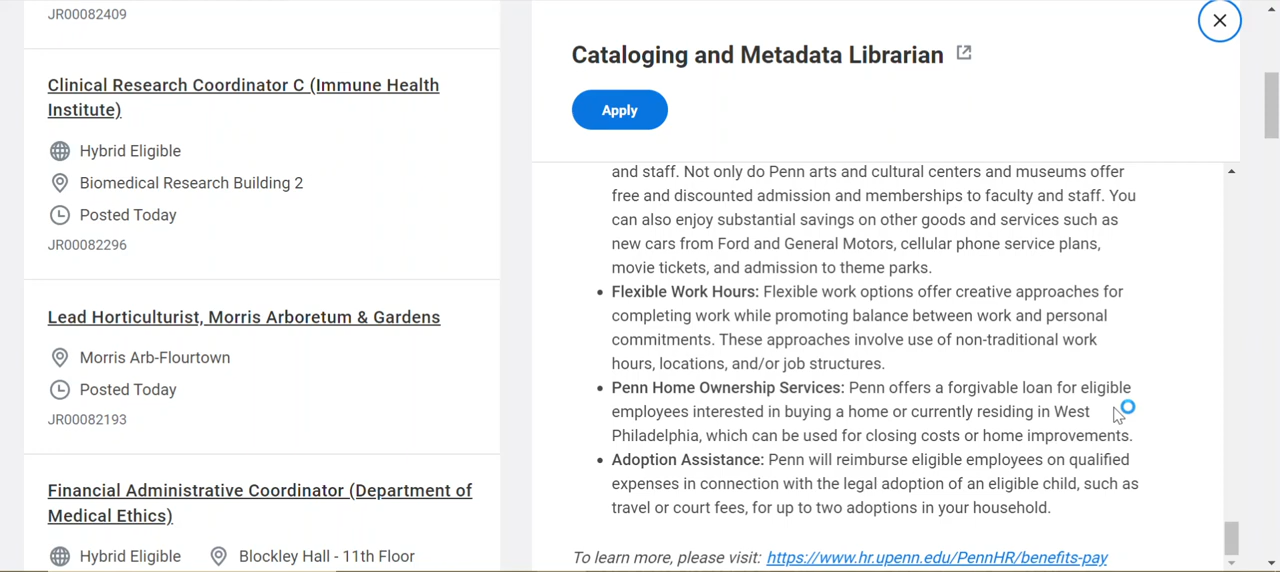 JR00082409
Clinical Research Coordinator C (Immune Health
Institute)
Hybrid Eligible
Biomedical Research Building 2
Posted Today
JR00082296
Lead Horticulturist, Morris Arboretum & Gardens
Morris Arb-Flourtown
Posted Today
JR00082193
Financial Administrative Coordinator (Department of
Medical Ethics)
Hybrid Eligible
Blockley Hall - 11th Floor
Cataloging and Metadata Librarian
Apply
and staff. Not only do Penn arts and cultural centers and museums offer
free and discounted admission and memberships to faculty and staff. You
can also enjoy substantial savings on other goods and services such as
new cars from Ford and General Motors, cellular phone service plans,
movie tickets, and admission to theme parks.
• Flexible Work Hours: Flexible work options offer creative approaches for
completing work while promoting balance between work and personal
commitments. These approaches involve use of non-traditional work
hours, locations, and/or job structures.
• Penn Home Ownership Services: Penn offers a forgivable loan for eligible
employees interested in buying a home or currently residing in West
Philadelphia, which can be used for closing costs or home improvements.
• Adoption Assistance: Penn will reimburse eligible employees on qualified
expenses in connection with the legal adoption of an eligible child, such as
travel or court fees, for up to two adoptions in your household.
To learn more, please visit: https://www.hr.upenn.edu/PennHR/benefits-pay